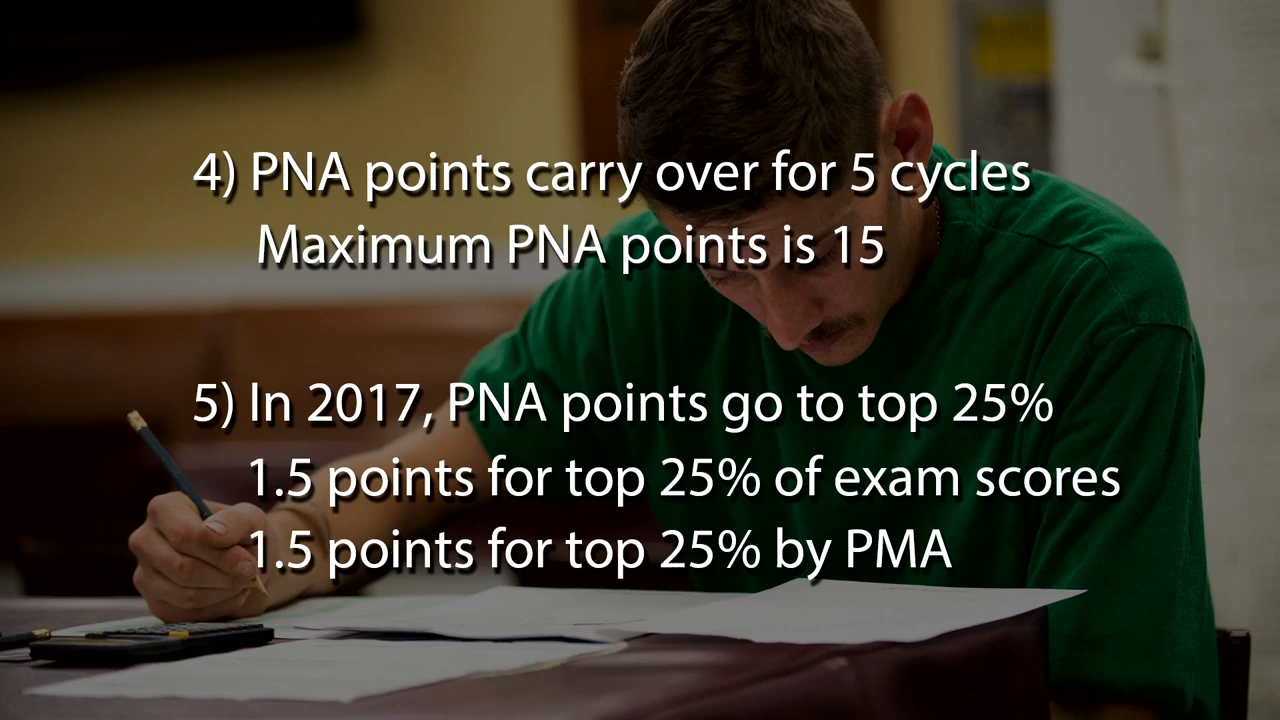 4) PNA points carry over for 5 cycles
Maximum PNA points is 15
5) In 2017, PNA points go to top 25%
1.5 points for top 25% of exam scores
1.5 points for top 25% by PMA